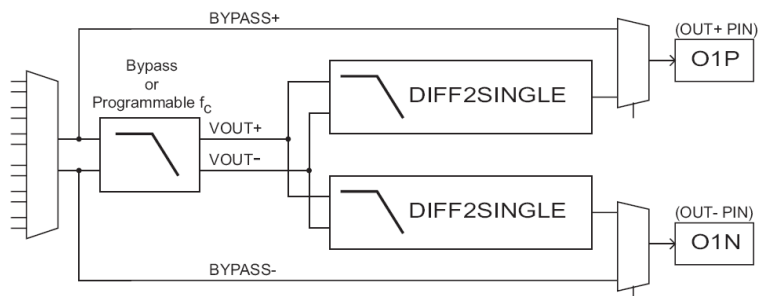 BYPASS+
(OUT+ PIN)
O1P
Bypass
or
Programmable fc
DIFF2SINGLE
VOUT+
VOUT−
DIFF2SINGLE
(OUT- PIN)
O1N
BYPASS-